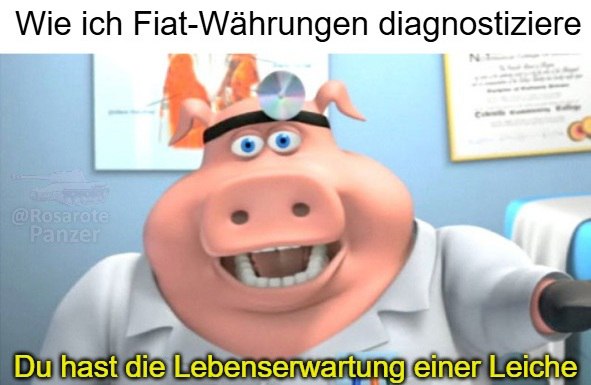 Wie ich Fiat-Währungen diagnostiziere
@Rosarote
Panzer
Du hast die Lebenserwartung einer Leiche